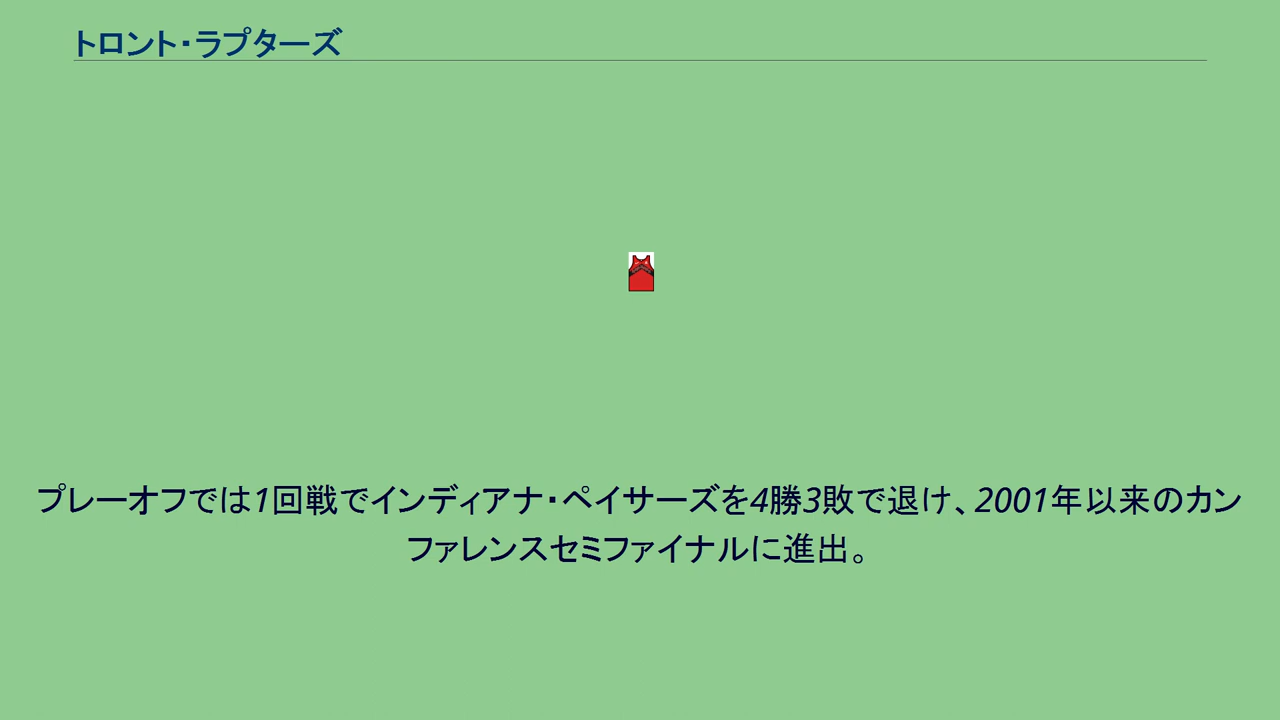 トロント・ラプターズ
プレーオフでは1回戦でインディアナ・ペイサーズを4勝3敗で退け、2001年以来のカン
ファレンスセミファイナルに進出。